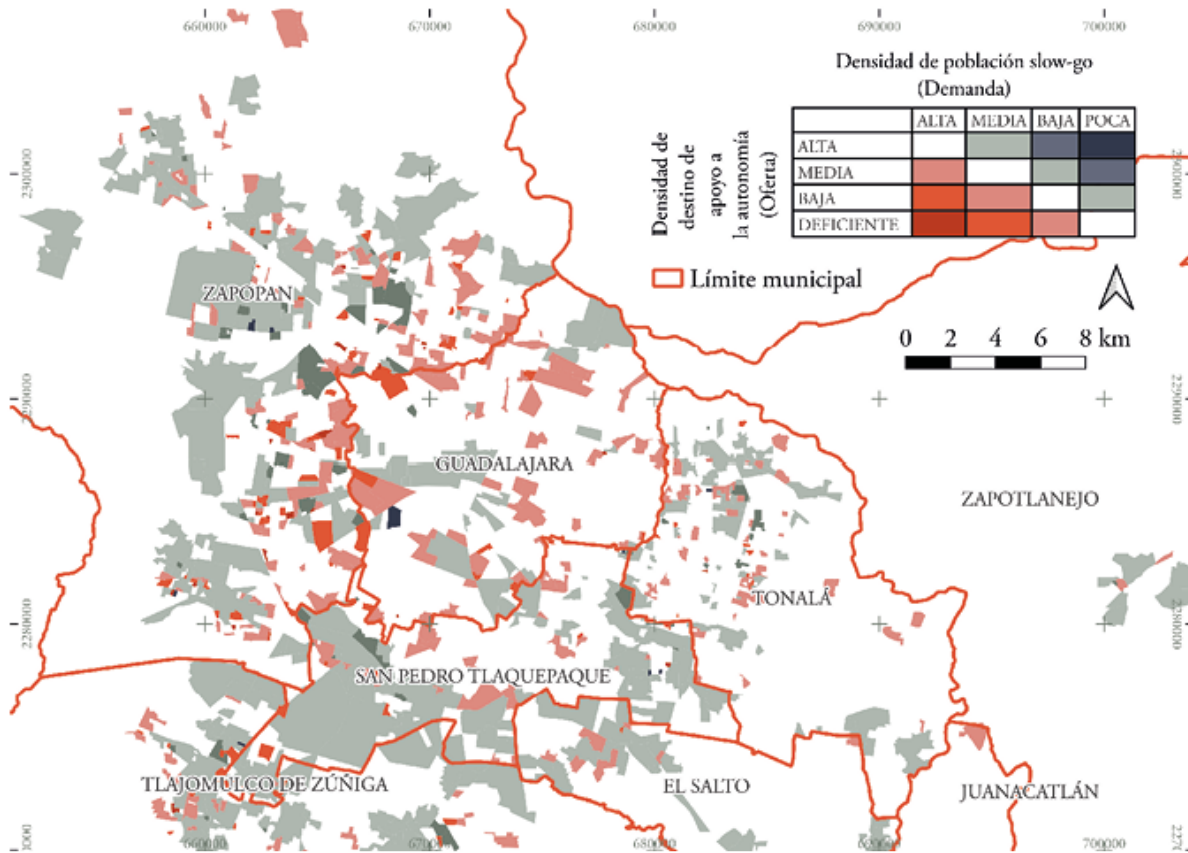 660000
670000
680000
690000
700000
Densidad de población slow-go
(Demanda)
ALTA MEDIA BAJA POCA
ALTA
MEDIA
BAJA
DEFICIENTE
Densidad de
destino de
apoyo a
la autonomía
(Oferta)
Límite municipal
0 2 4 6 8 km
2300000
ZAPOPAN
2290000
2290000
GUADALAJARA
ZAPOTLANEJO
TONALÁ
2280000
2280000
SAN PEDRO TLAQUEPAQUE
TLAJOMULCO DE ZÚÑIGA
EL SALTO
JUANACATLÁN
660000
670000
680000
700000